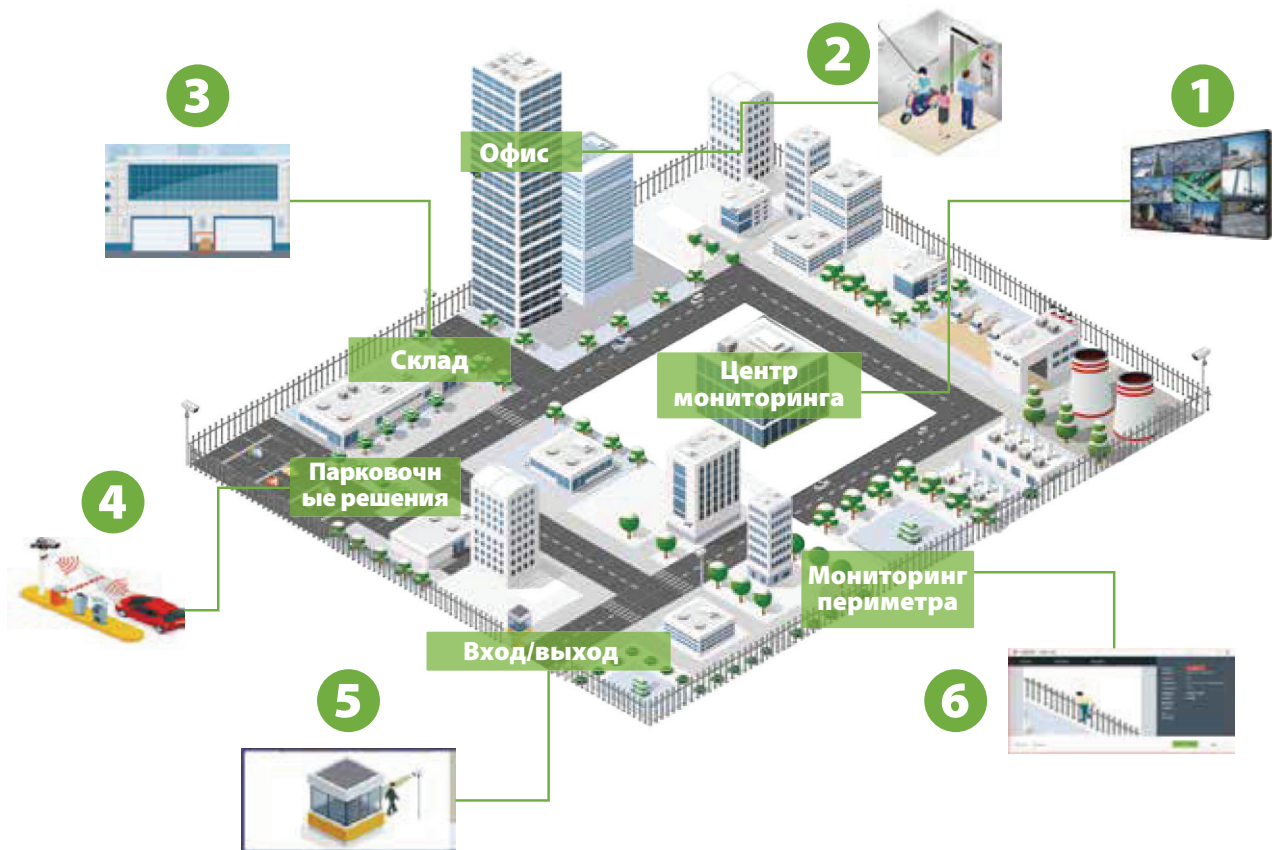 1
Центр
мониторинга
2
Офис
3
Склад
4
Парковочн
ые решения
5
Вход/выход
6
Мониторинг
периметра